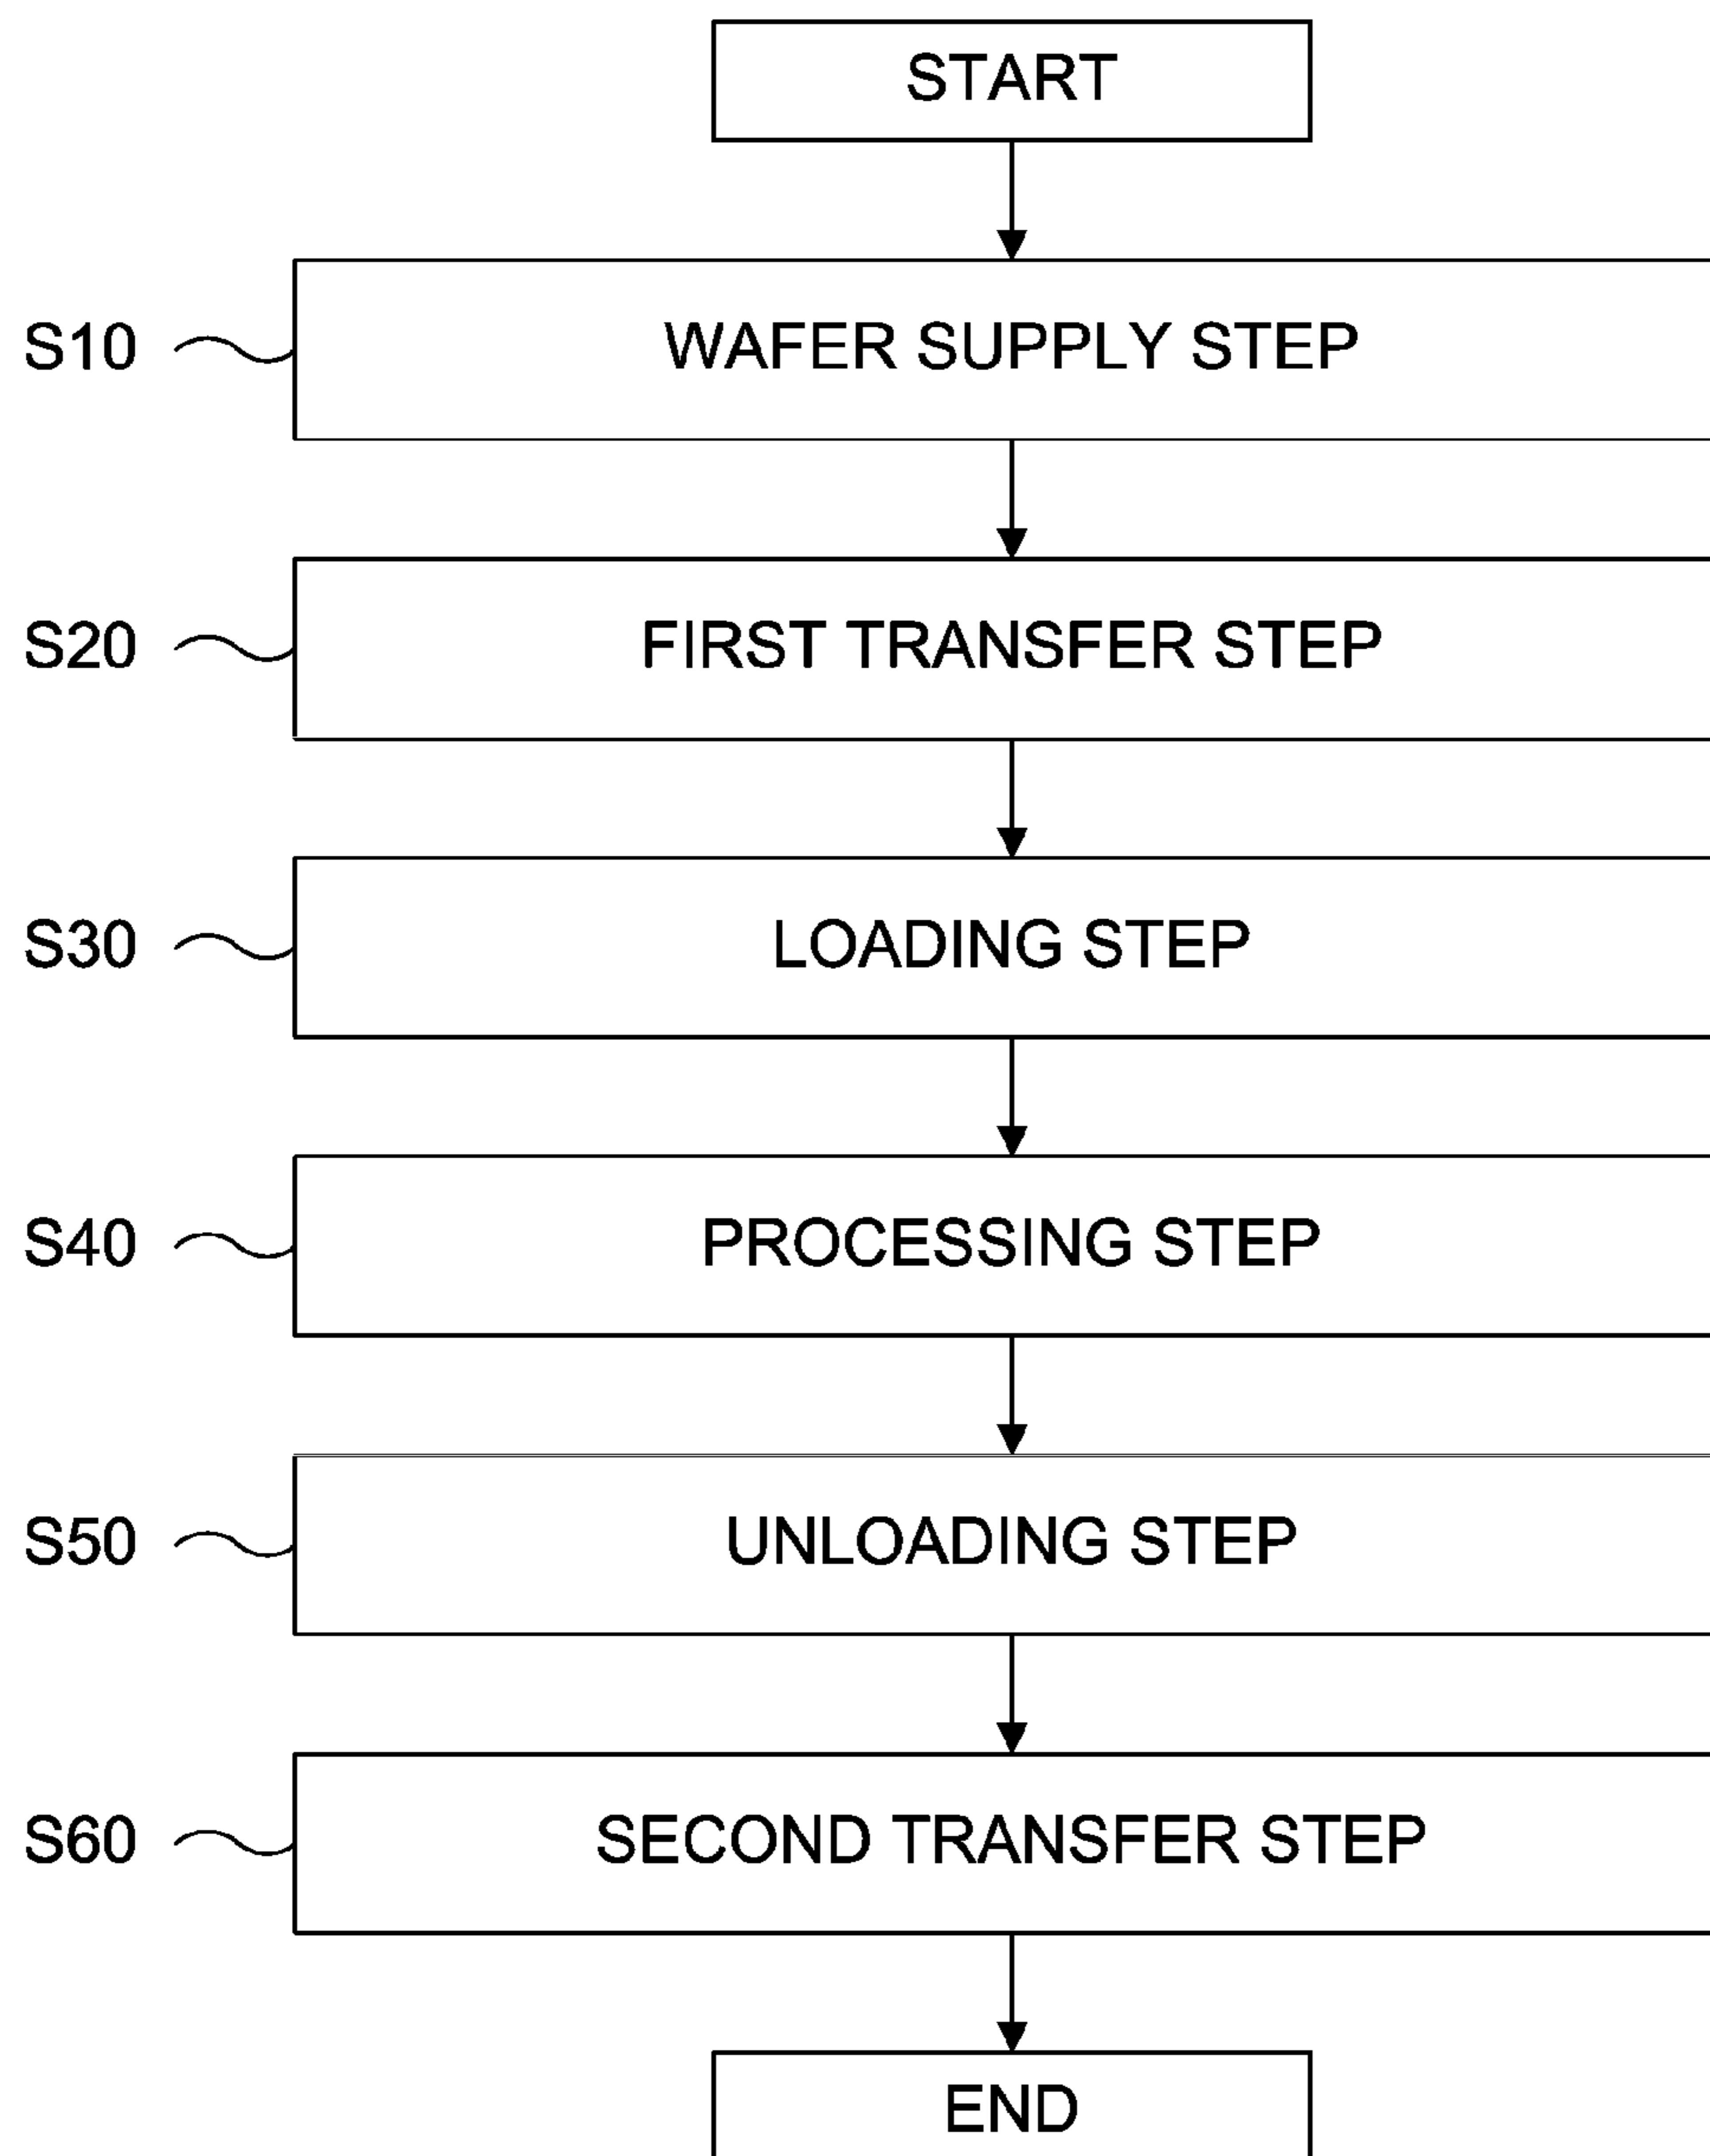 START
S10 WAFER SUPPLY STEP
S20 FIRST TRANSFER STEP
S30 LOADING STEP
S40 PROCESSING STEP
S50 UNLOADING STEP
S60 SECOND TRANSFER STEP
END